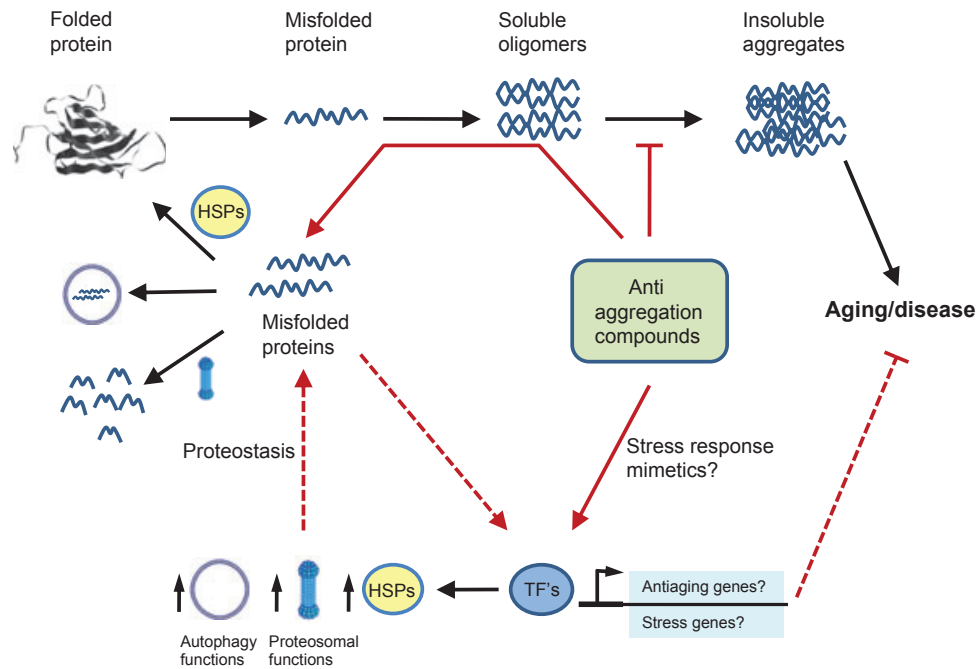 Folded
protein
Misfolded
protein
Soluble
oligomers
Insoluble
aggregates
HSPs
Misfolded
proteins
Anti
aggregation
compounds
Aging/disease
Proteostasis
Stress response
mimetics?
HSPs
TF's
Antiaging genes?
Stress genes?
Autophagy
functions
Proteosomal
functions